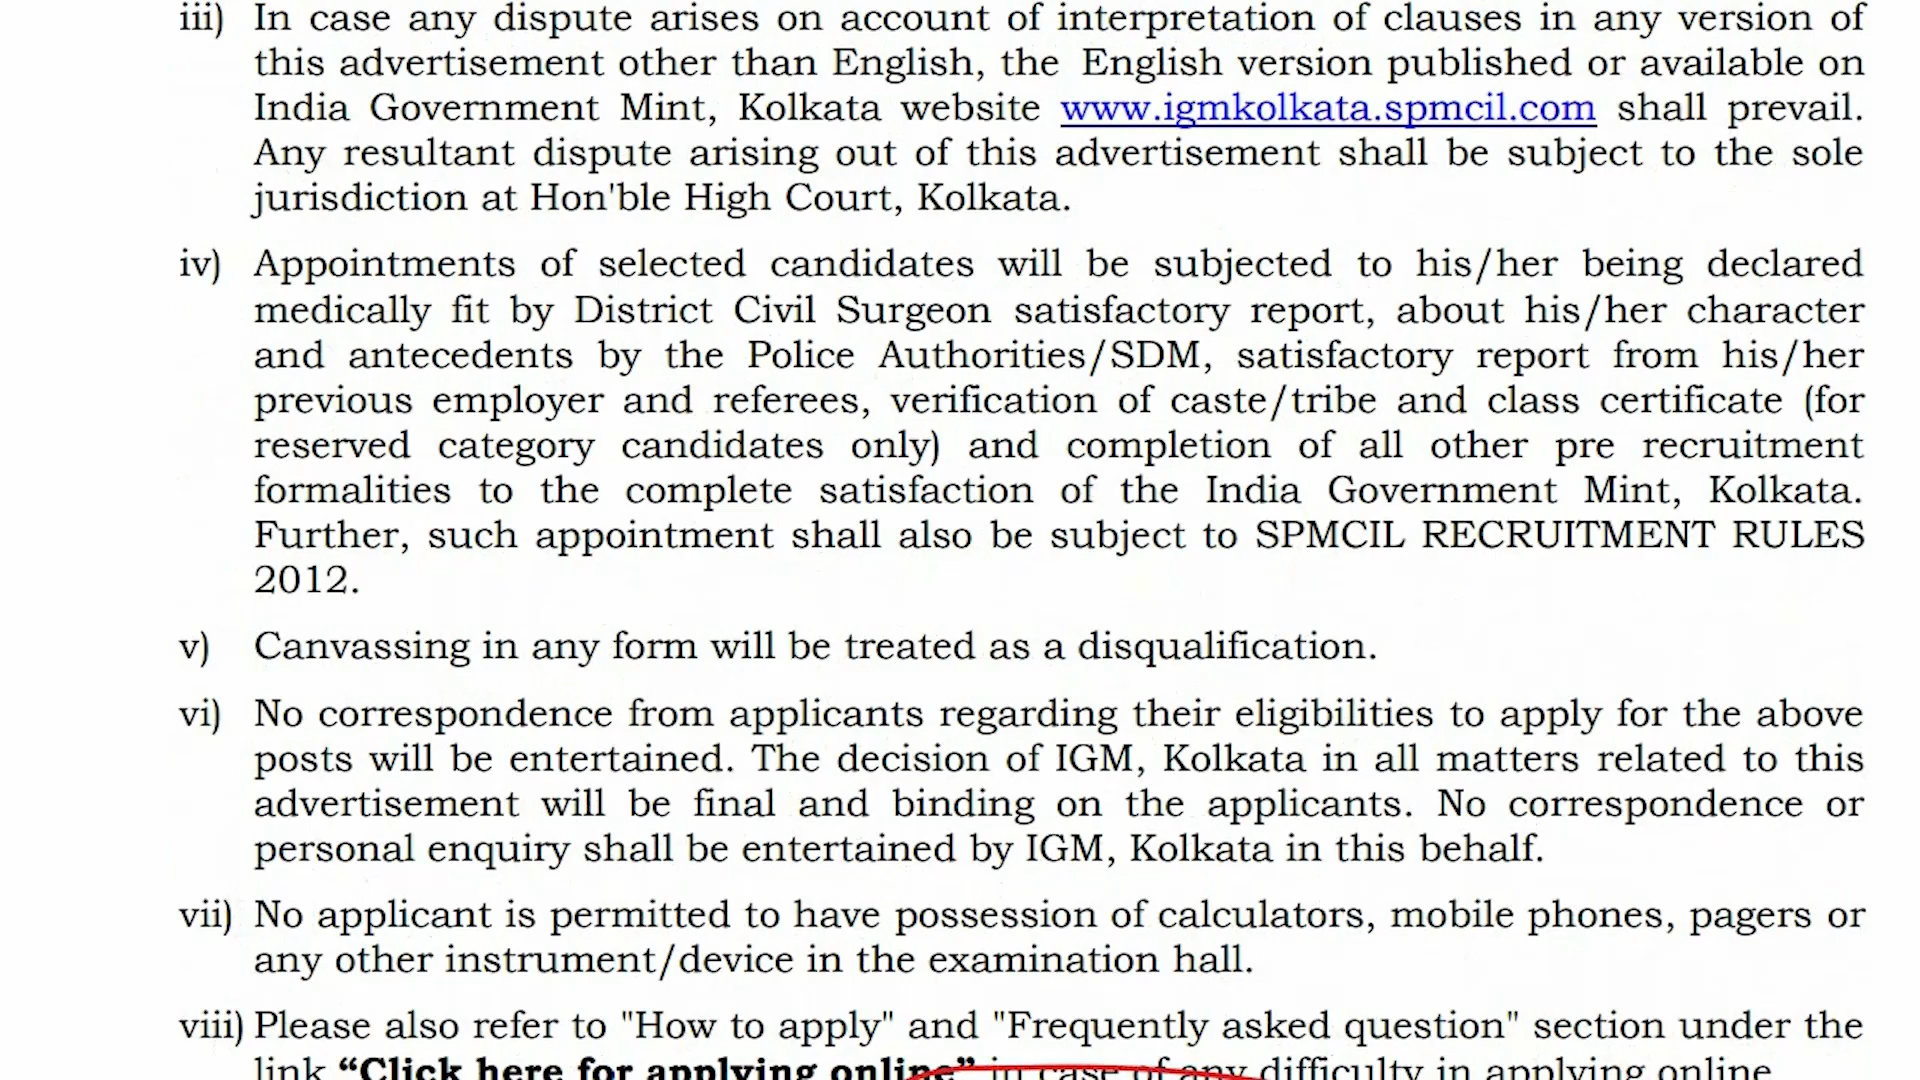 iii) In case any dispute arises on account of interpretation of clauses in any version of
this advertisement other than English, the English version published or available on
India Government Mint, Kolkata website www.igmkolkata.spmcil.com shall prevail.
Any resultant dispute arising out of this advertisement shall be subject to the sole
jurisdiction at Hon'ble High Court, Kolkata.
iv) Appointments of selected candidates will be subjected to his/her being declared
medically fit by District Civil Surgeon satisfactory report, about his/her character
and antecedents by the Police Authorities/SDM, satisfactory report from his/her
previous employer and referees, verification of caste/tribe and class certificate (for
reserved category candidates only) and completion of all other pre recruitment
formalities to the complete satisfaction of the India Government Mint, Kolkata.
Further, such appointment shall also be subject to SPMCIL RECRUITMENT RULES
2012.
v) Canvassing in any form will be treated as a disqualification.
vi) No correspondence from applicants regarding their eligibilities to apply for the above
posts will be entertained. The decision of IGM, Kolkata in all matters related to this
advertisement will be final and binding on the applicants. No correspondence or
personal enquiry shall be entertained by IGM, Kolkata in this behalf.
vii) No applicant is permitted to have possession of calculators, mobile phones, pagers or
any other instrument/device in the examination hall.
viii) Please also refer to "How to apply" and "Frequently asked question" section under the
link “Click here for applying online” in case of any difficulty in applying online.